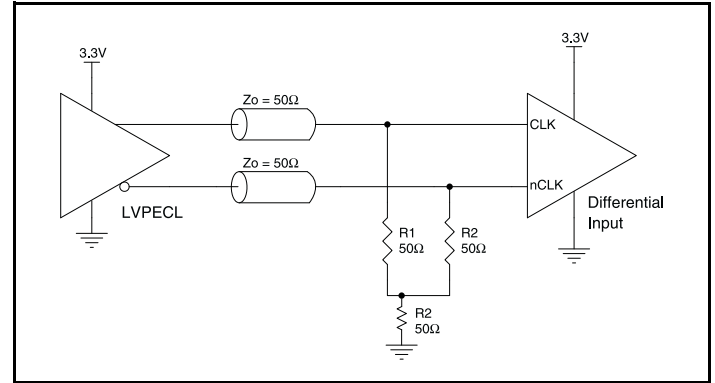 3.3V
3.3V
Zo = 50Ω
CLK
Zo = 50Ω
nCLK
LVPECL
Differential
Input
R1
50Ω
R2
50Ω
R2
50Ω